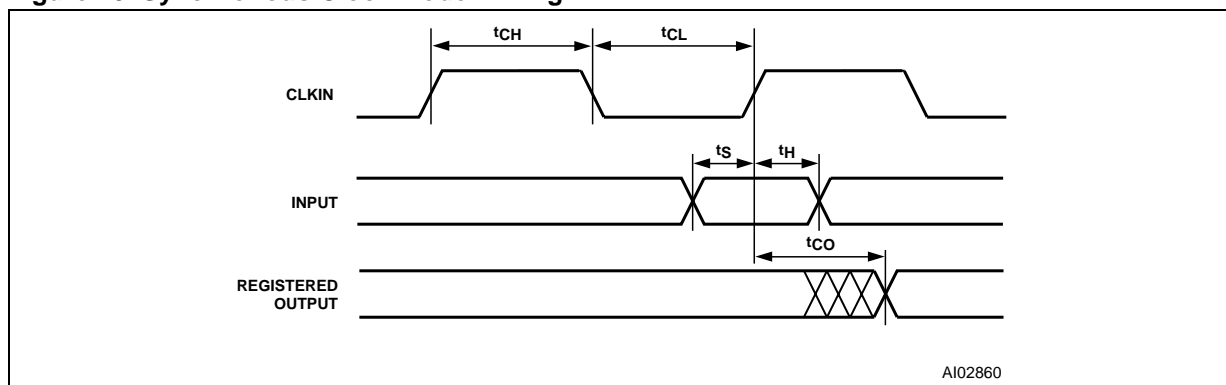 tCH tCL
CLKIN
tS tH
INPUT
tCO
REGISTERED
OUTPUT
AI02860